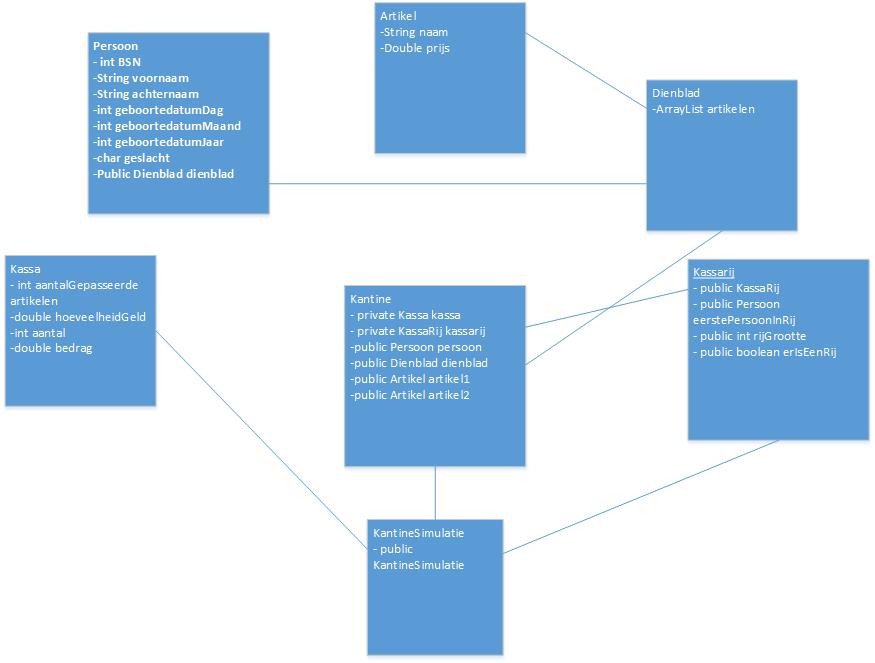 Artikel
-String naam
-Double prijs
Persoon
- int BSN
-String voornaam
-String achternaam
-int geboortedatumDag
-int geboortedatumMaand
-int geboortedatumJaar
-char geslacht
-Public Dienblad dienblad
Dienblad
-ArrayList artikelen
Kassa
- int aantalGepasseerde
artikelen
-double hoeveelheidGeld
-int aantal
-double bedrag
Kantine
- private Kassa kassa
- private KassaRij kassarij
-public Persoon persoon
-public Dienblad dienblad
-public Artikel artikel1
-public Artikel artikel2
Kassarij
- public KassaRij
- public Persoon
eerstePersoonInRij
- public int rijGrootte
- public boolean erIsEenRij
KantineSimulatie
- public
KantineSimulatie